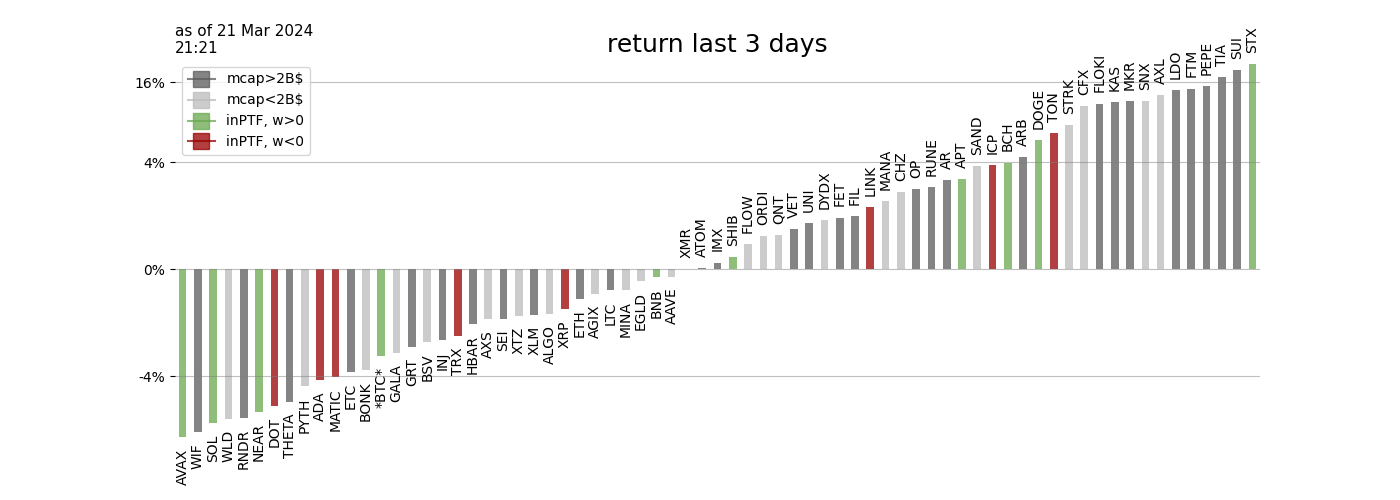 as of 21 Mar 2024
21:21
return last 3 days
mcap>2B$
mcap<2B$
inPTF, w>0
inPTF, w<0
16%
4%
0%
-4%
AVAX
WIF
SOL
WLD
RNDR
NEAR
DOT
THETA
PYTH
ADA
MATIC
ETC
BONK
*BTC*
GALA
GRT
BSV
INJ
TRX
HBAR
AXS
SEI
XTZ
XLM
ALGO
XRP
ETH
AGIX
LTC
MINA
EGLD
BNB
AAVE
XMR
ATOM
IMX
SHIB
FLOW
ORDI
QNT
VET
UNI
DYDX
FET
FIL
LINK
MANA
CHZ
OP
RUNE
AR
APT
SAND
ICP
BCH
ARB
DOGE
TON
STRK
CFX
FLOKI
KAS
MKR
SNX
AXL
LDO
FTM
PEPE
TIA
SUI
STX